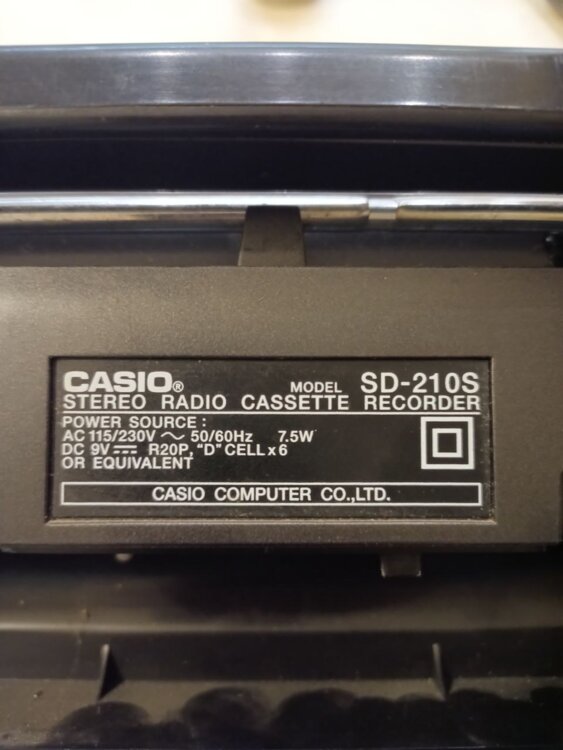 CASIO® MODEL SD-210S
STEREO RADIO CASSETTE RECORDER
POWER SOURCE :
AC 115/230V ～ 50/60Hz 7.5W
DC 9V ⎓ R20P, “D” CELL x 6
OR EQUIVALENT
CASIO COMPUTER CO.,LTD.